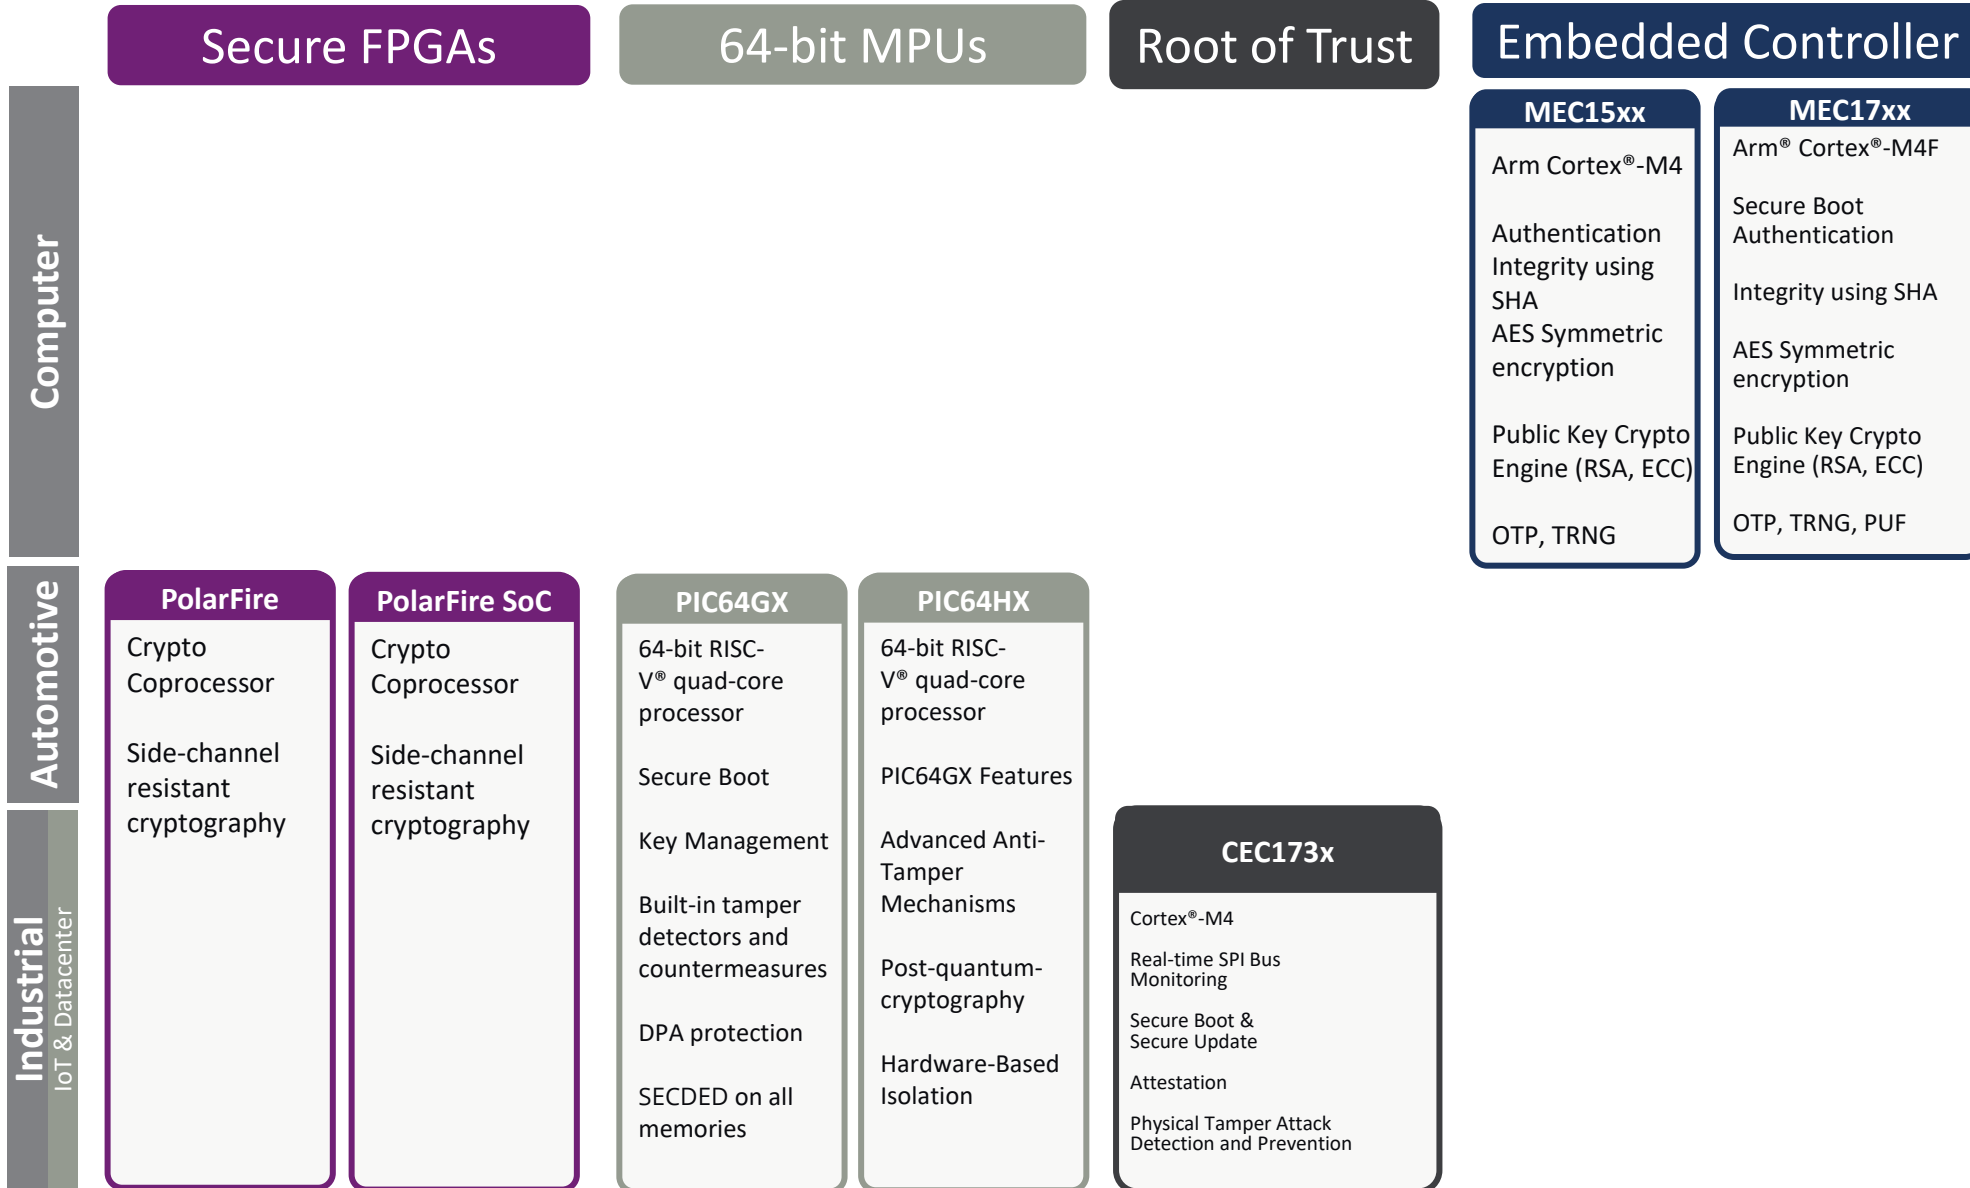 Secure FPGAs
64-bit MPUs
Root of Trust
Embedded Controller
Computer
Automotive
Industrial
IoT & Datacenter
MEC15xx
Arm Cortex®-M4
Authentication
Integrity using
SHA
AES Symmetric
encryption
Public Key Crypto
Engine (RSA, ECC)
OTP, TRNG
MEC17xx
Arm® Cortex®-M4F
Secure Boot
Authentication
Integrity using SHA
AES Symmetric
encryption
Public Key Crypto
Engine (RSA, ECC)
OTP, TRNG, PUF
PolarFire
Crypto
Coprocessor
Side-channel
resistant
cryptography
PolarFire SoC
Crypto
Coprocessor
Side-channel
resistant
cryptography
PIC64GX
64-bit RISC-
V® quad-core
processor
Secure Boot
Key Management
Built-in tamper
detectors and
countermeasures
DPA protection
SECDED on all
memories
PIC64HX
64-bit RISC-
V® quad-core
processor
PIC64GX Features
Advanced Anti-
Tamper
Mechanisms
Post-quantum-
cryptography
Hardware-Based
Isolation
CEC173x
Cortex®-M4
Real-time SPI Bus
Monitoring
Secure Boot &
Secure Update
Attestation
Physical Tamper Attack
Detection and Prevention